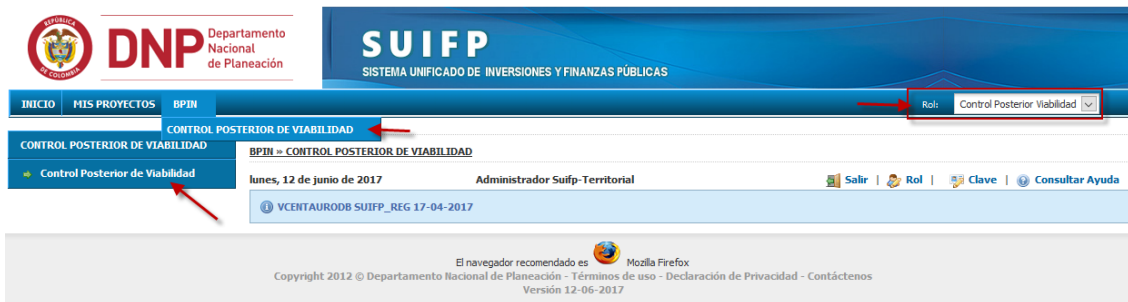 REPÚBLICA
DE COLOMBIA
DNP
Departamento
Nacional
de Planeación
SUIFP
SISTEMA UNIFICADO DE INVERSIONES Y FINANZAS PÚBLICAS
INICIO MIS PROYECTOS BPIN
Rol: Control Posterior Viabilidad
CONTROL POSTERIOR DE VIABILIDAD
CONTROL POSTERIOR DE VIABILIDAD
Control Posterior de Viabilidad
BPIN » CONTROL POSTERIOR DE VIABILIDAD
lunes, 12 de junio de 2017 Administrador Suifp-Territorial Salir | Rol | Clave | Consultar Ayuda
VCENTAURODB SUIFP_REG 17-04-2017
El navegador recomendado es Mozilla Firefox
Copyright 2012 © Departamento Nacional de Planeación - Términos de uso - Declaración de Privacidad - Contáctenos
Versión 12-06-2017